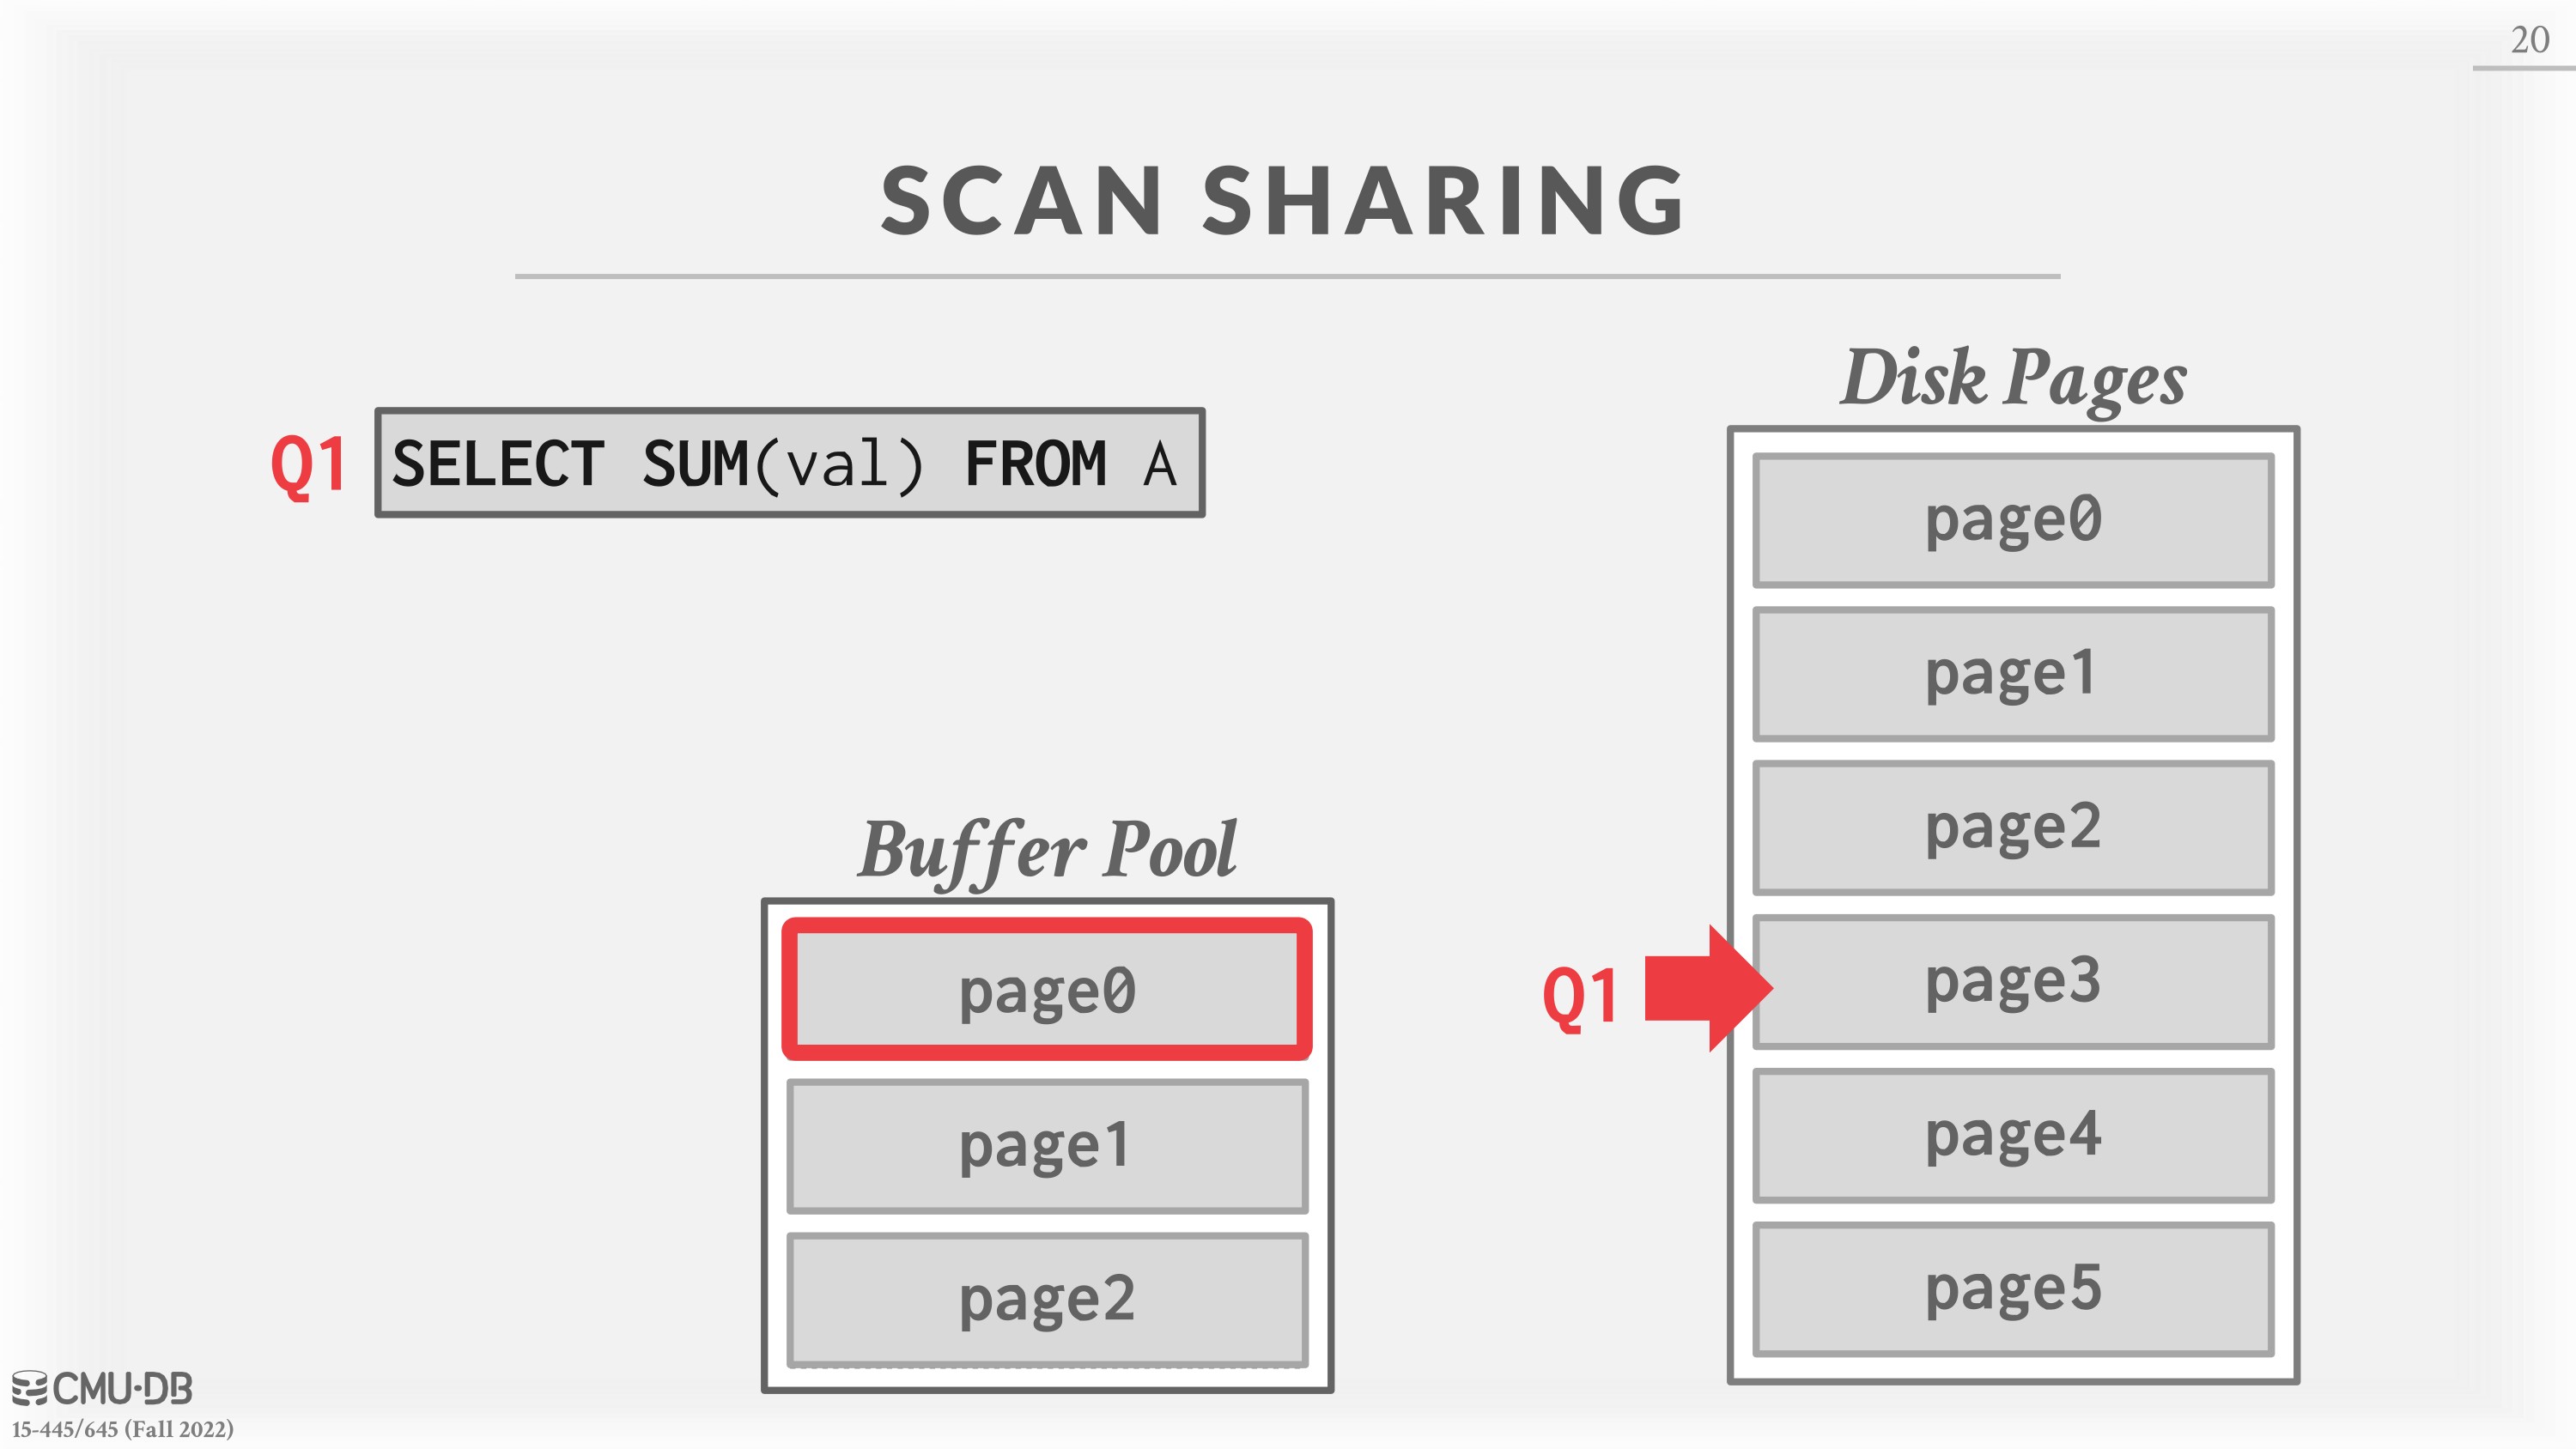 20
SCAN SHARING
Q1 SELECT SUM(val) FROM A
Disk Pages
page0
page1
page2
Q1 page3
page4
page5
Buffer Pool
page0
page1
page2
CMU·DB
15-445/645 (Fall 2022)